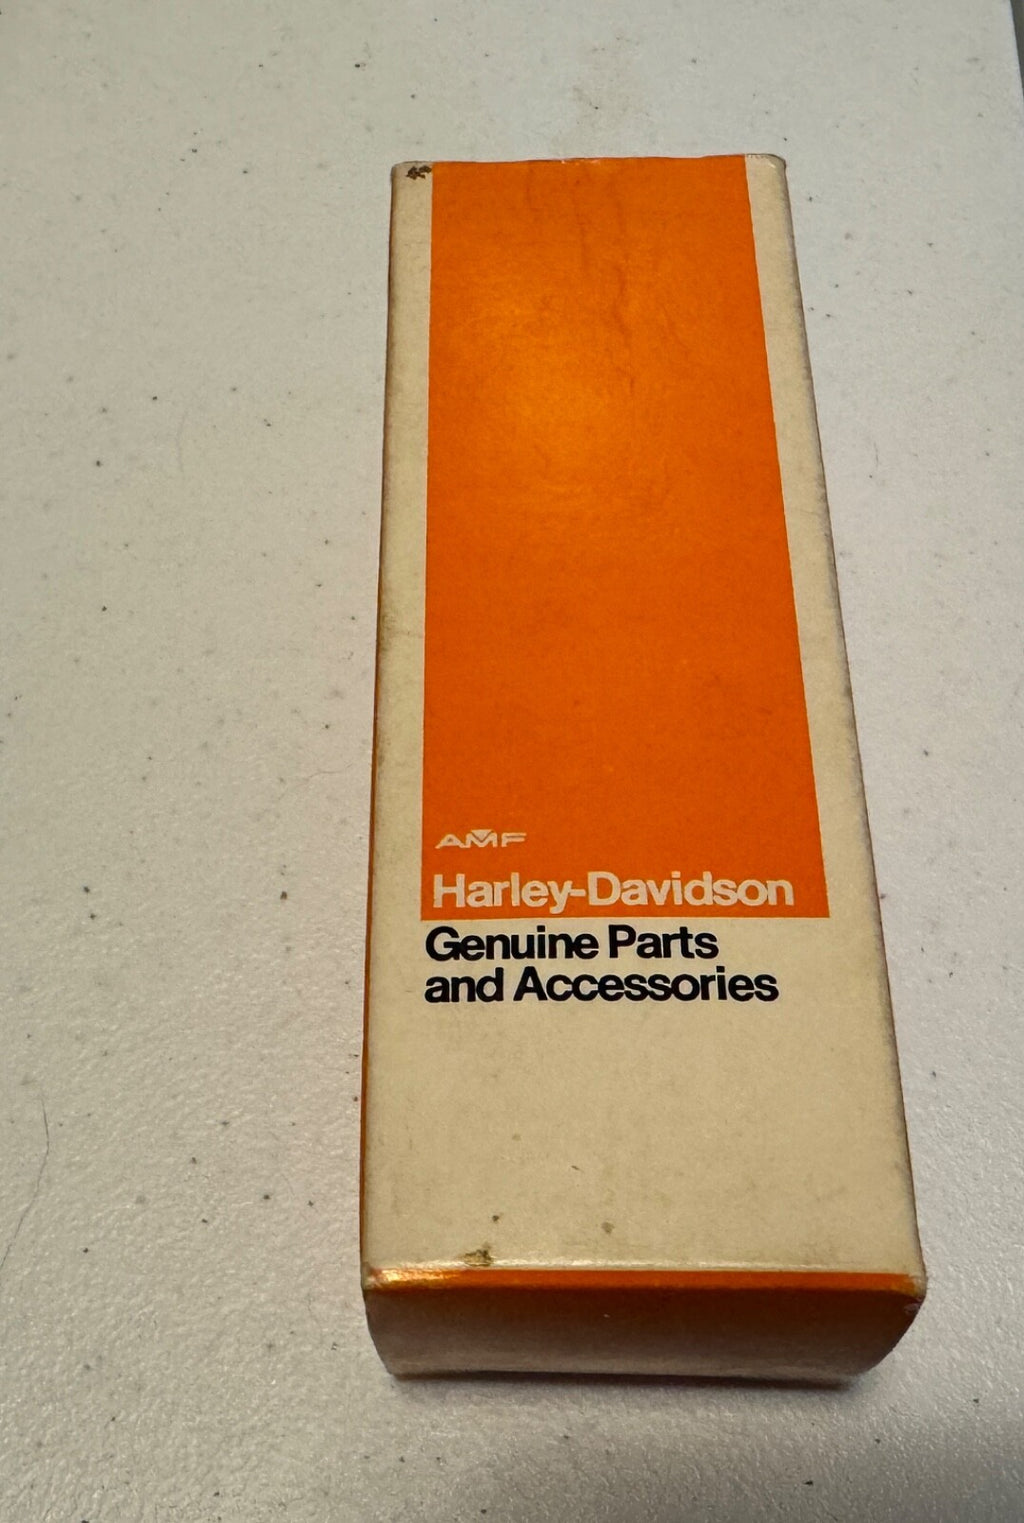 AMF
Harley-Davidson
Genuine Parts
and Accessories